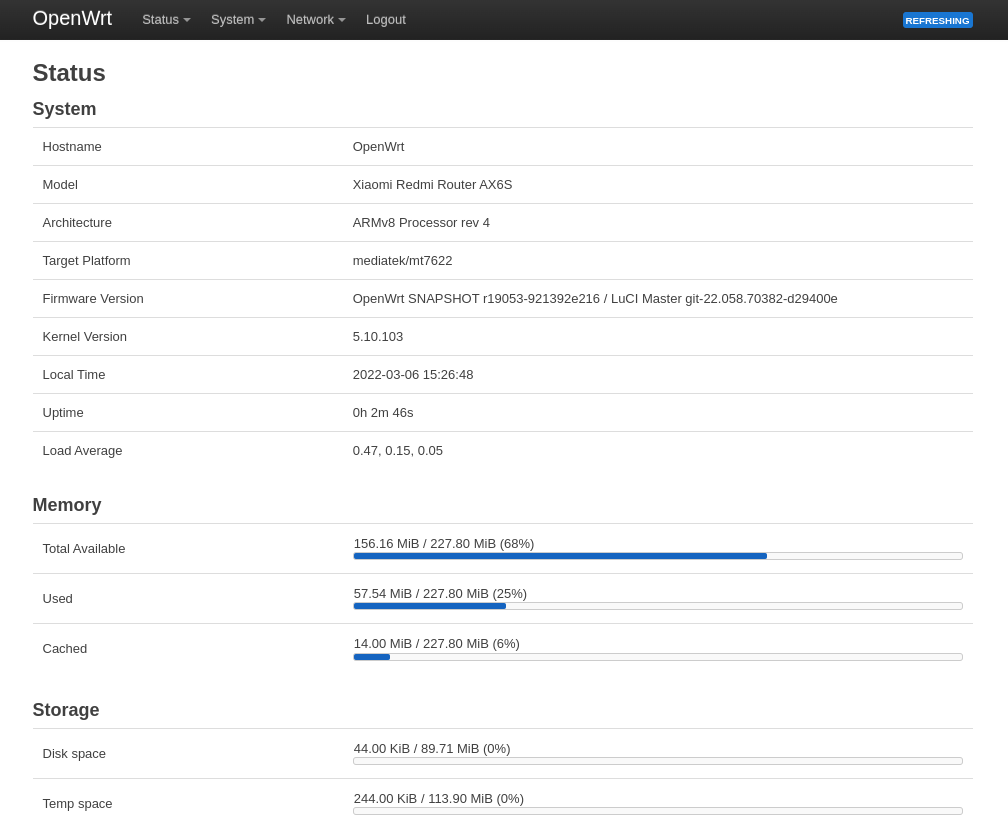 OpenWrt Status System Network Logout REFRESHING
Status
System
Hostname OpenWrt
Model Xiaomi Redmi Router AX6S
Architecture ARMv8 Processor rev 4
Target Platform mediatek/mt7622
Firmware Version OpenWrt SNAPSHOT r19053-921392e216 / LuCI Master git-22.058.70382-d29400e
Kernel Version 5.10.103
Local Time 2022-03-06 15:26:48
Uptime 0h 2m 46s
Load Average 0.47, 0.15, 0.05
Memory
Total Available 156.16 MiB / 227.80 MiB (68%)
Used 57.54 MiB / 227.80 MiB (25%)
Cached 14.00 MiB / 227.80 MiB (6%)
Storage
Disk space 44.00 KiB / 89.71 MiB (0%)
Temp space 244.00 KiB / 113.90 MiB (0%)